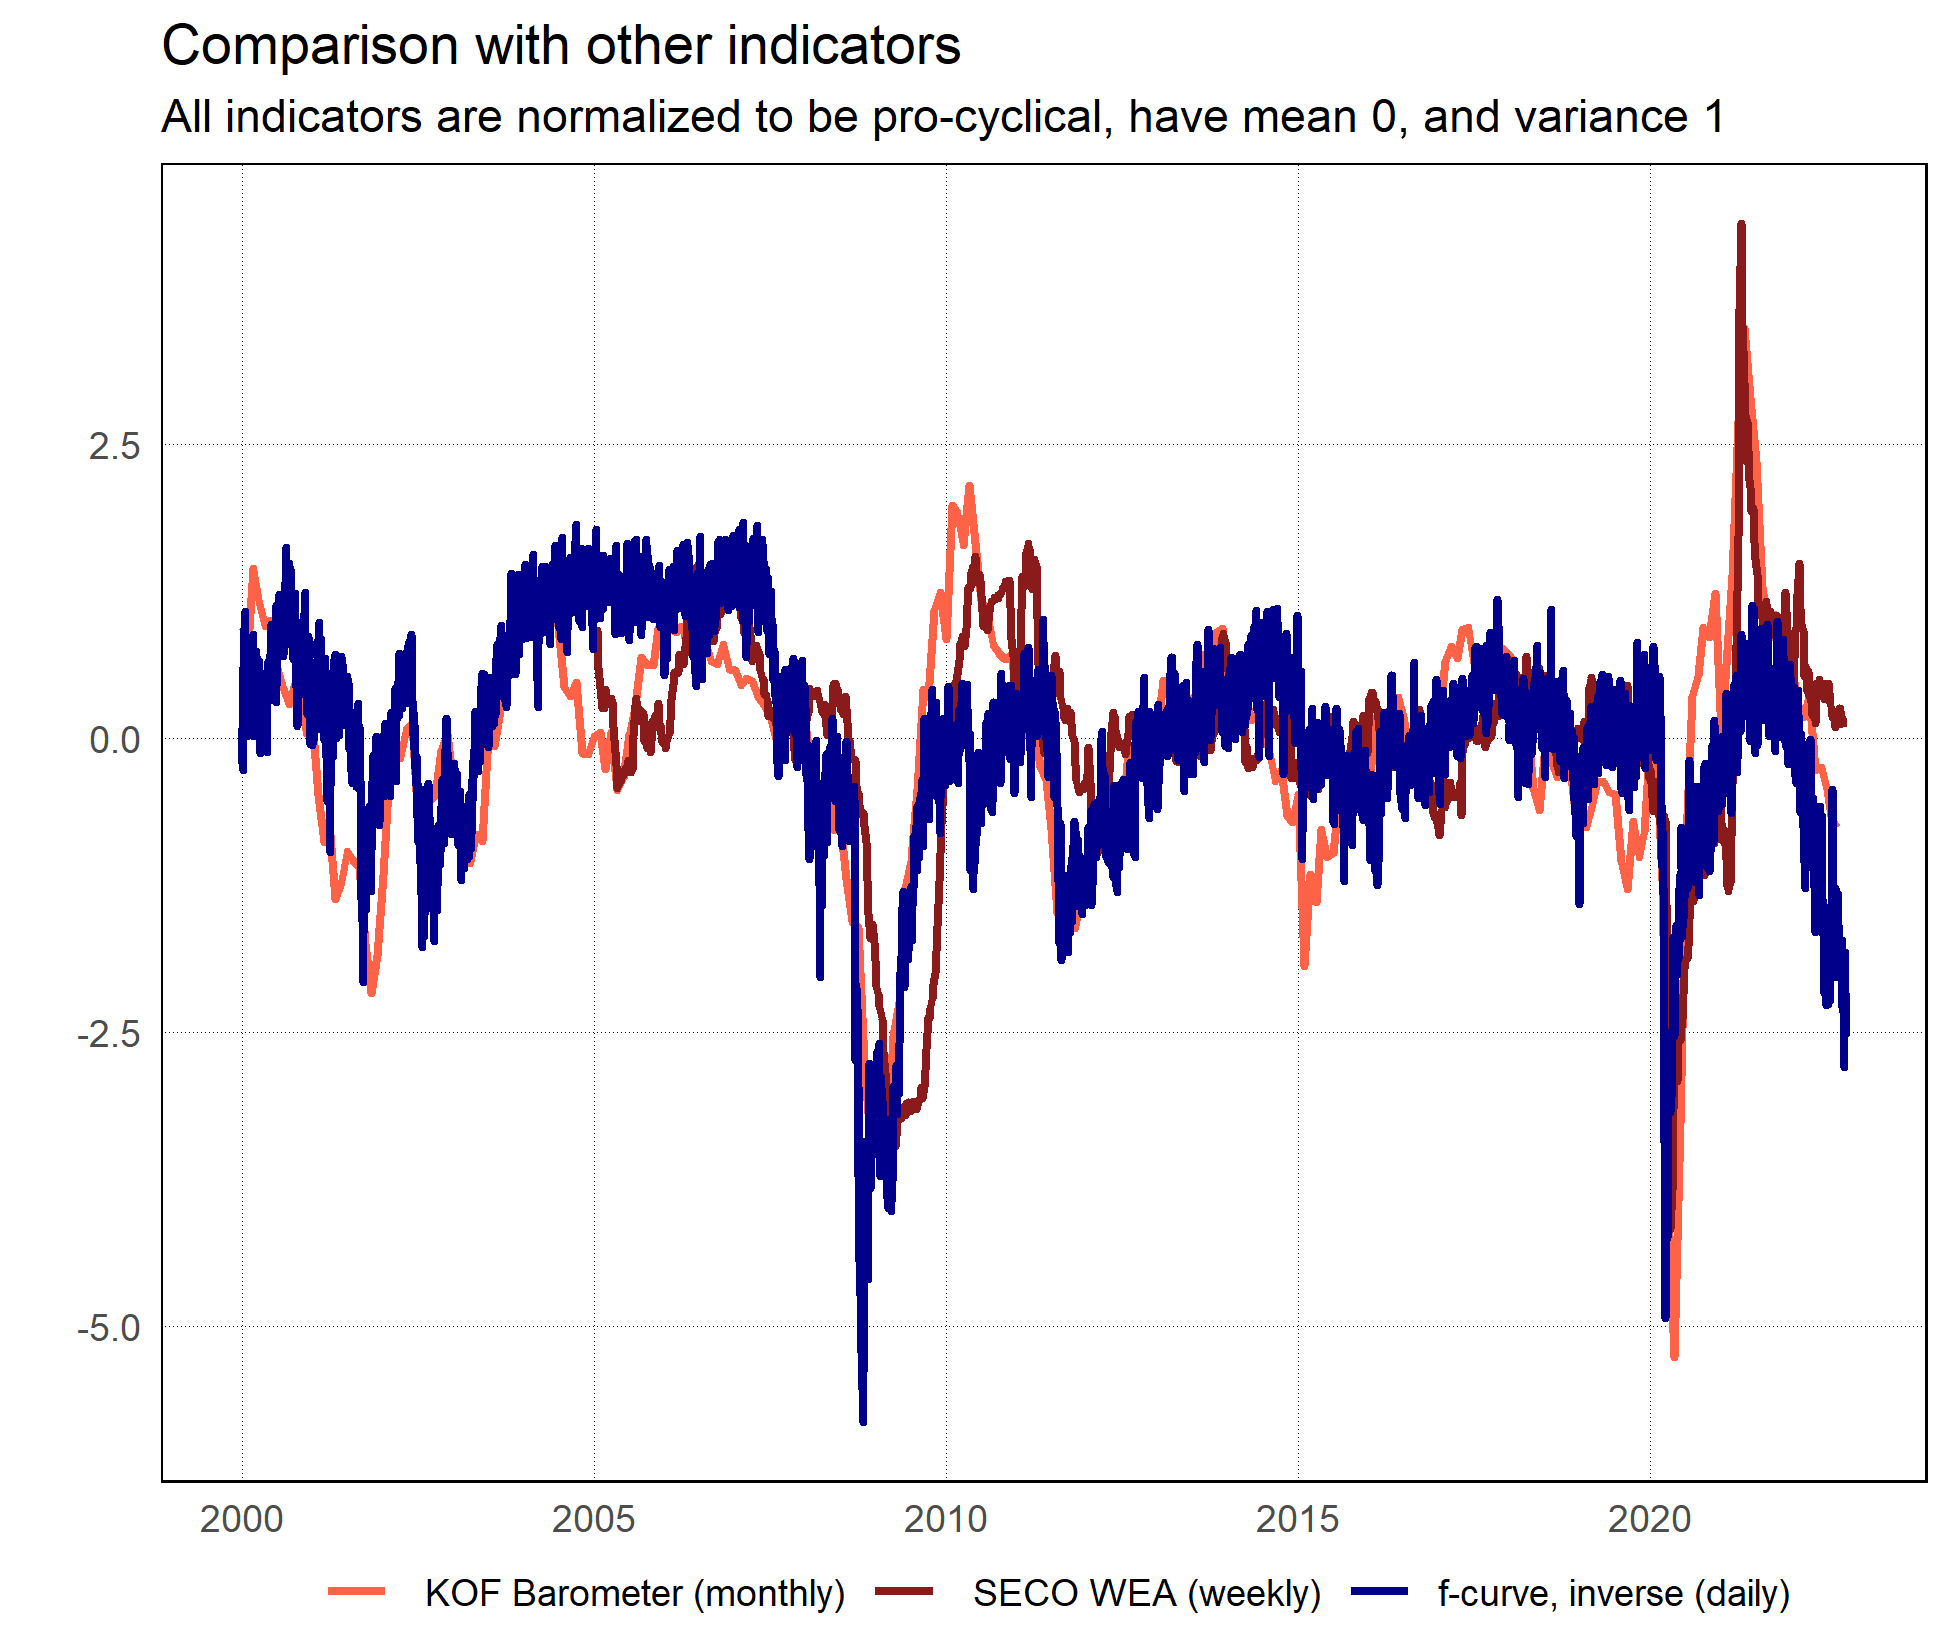 Comparison with other indicators
All indicators are normalized to be pro-cyclical, have mean 0, and variance 1
2.5
0.0
-2.5
-5.0
2000 2005 2010 2015 2020
KOF Barometer (monthly) SECO WEA (weekly) f-curve, inverse (daily)